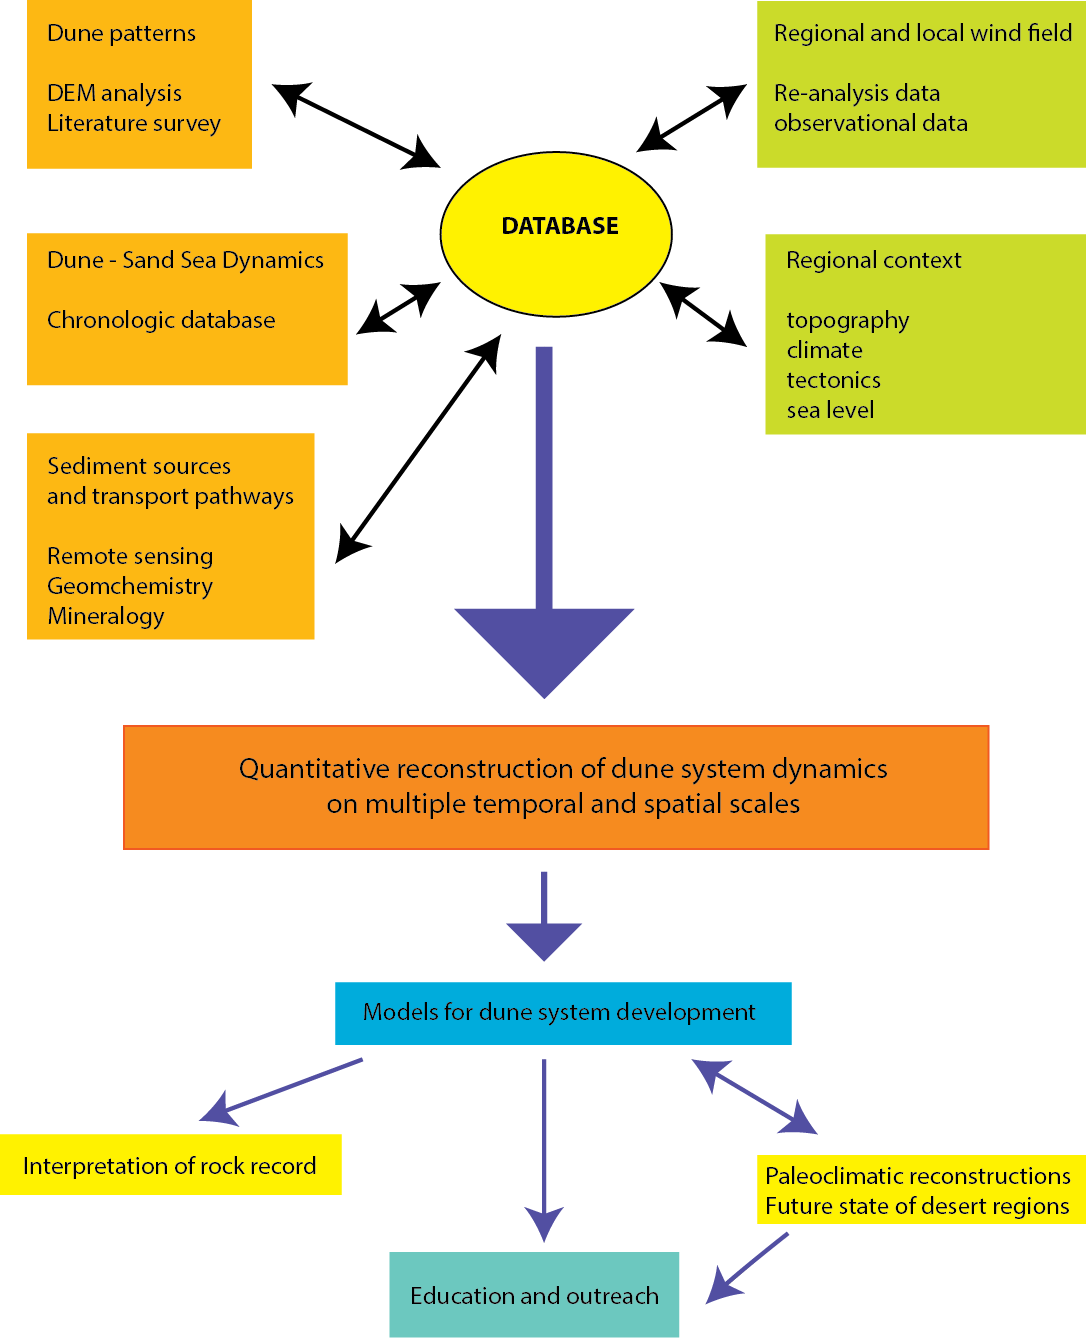 Dune patterns
DEM analysis
Literature survey
Regional and local wind field
Re-analysis data
observational data
DATABASE
Dune - Sand Sea Dynamics
Chronologic database
Regional context
topography
climate
tectonics
sea level
Sediment sources
and transport pathways
Remote sensing
Geomchemistry
Mineralogy
Quantitative reconstruction of dune system dynamics
on multiple temporal and spatial scales
Models for dune system development
Interpretation of rock record
Paleoclimatic reconstructions
Future state of desert regions
Education and outreach